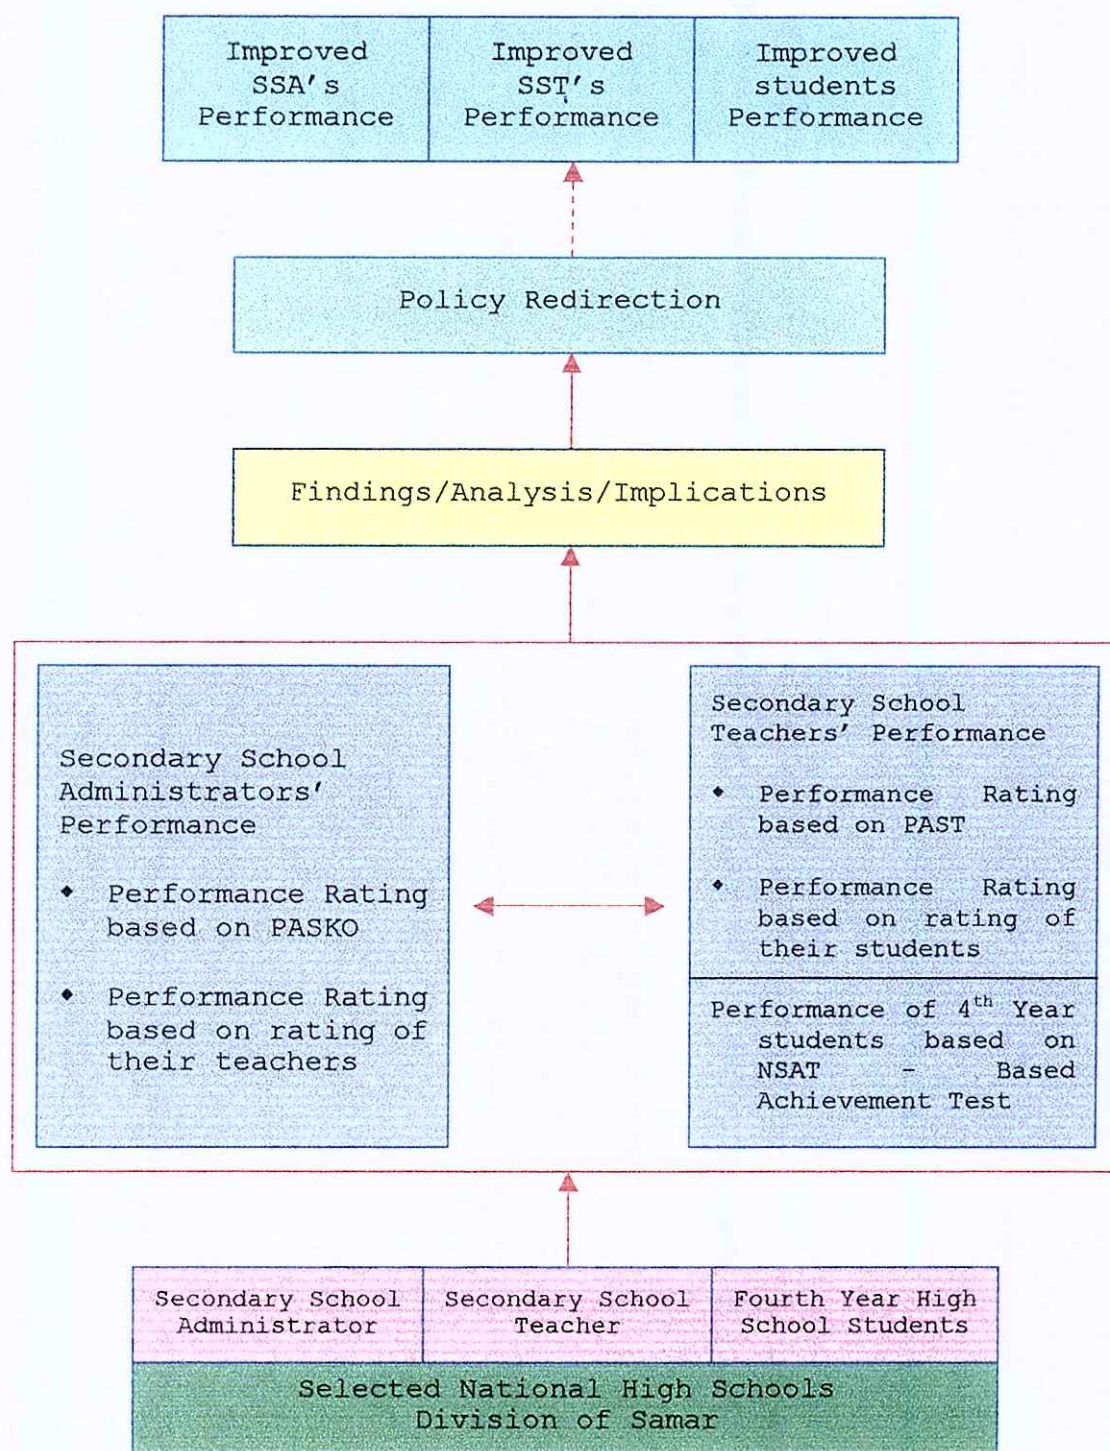 Improved
SSA's
Performance
Improved
SST's
Performance
Improved
students
Performance
Policy Redirection
Findings/Analysis/Implications
Secondary School
Administrators'
Performance
◆ Performance Rating
based on PASKO
◆ Performance Rating
based on rating of
their teachers
Secondary School
Teachers' Performance
◆ Performance Rating
based on PAST
◆ Performance Rating
based on rating of
their students
Performance of 4th Year
students based on
NSAT – Based
Achievement Test
Secondary School
Administrator
Secondary School
Teacher
Fourth Year High
School Students
Selected National High Schools
Division of Samar